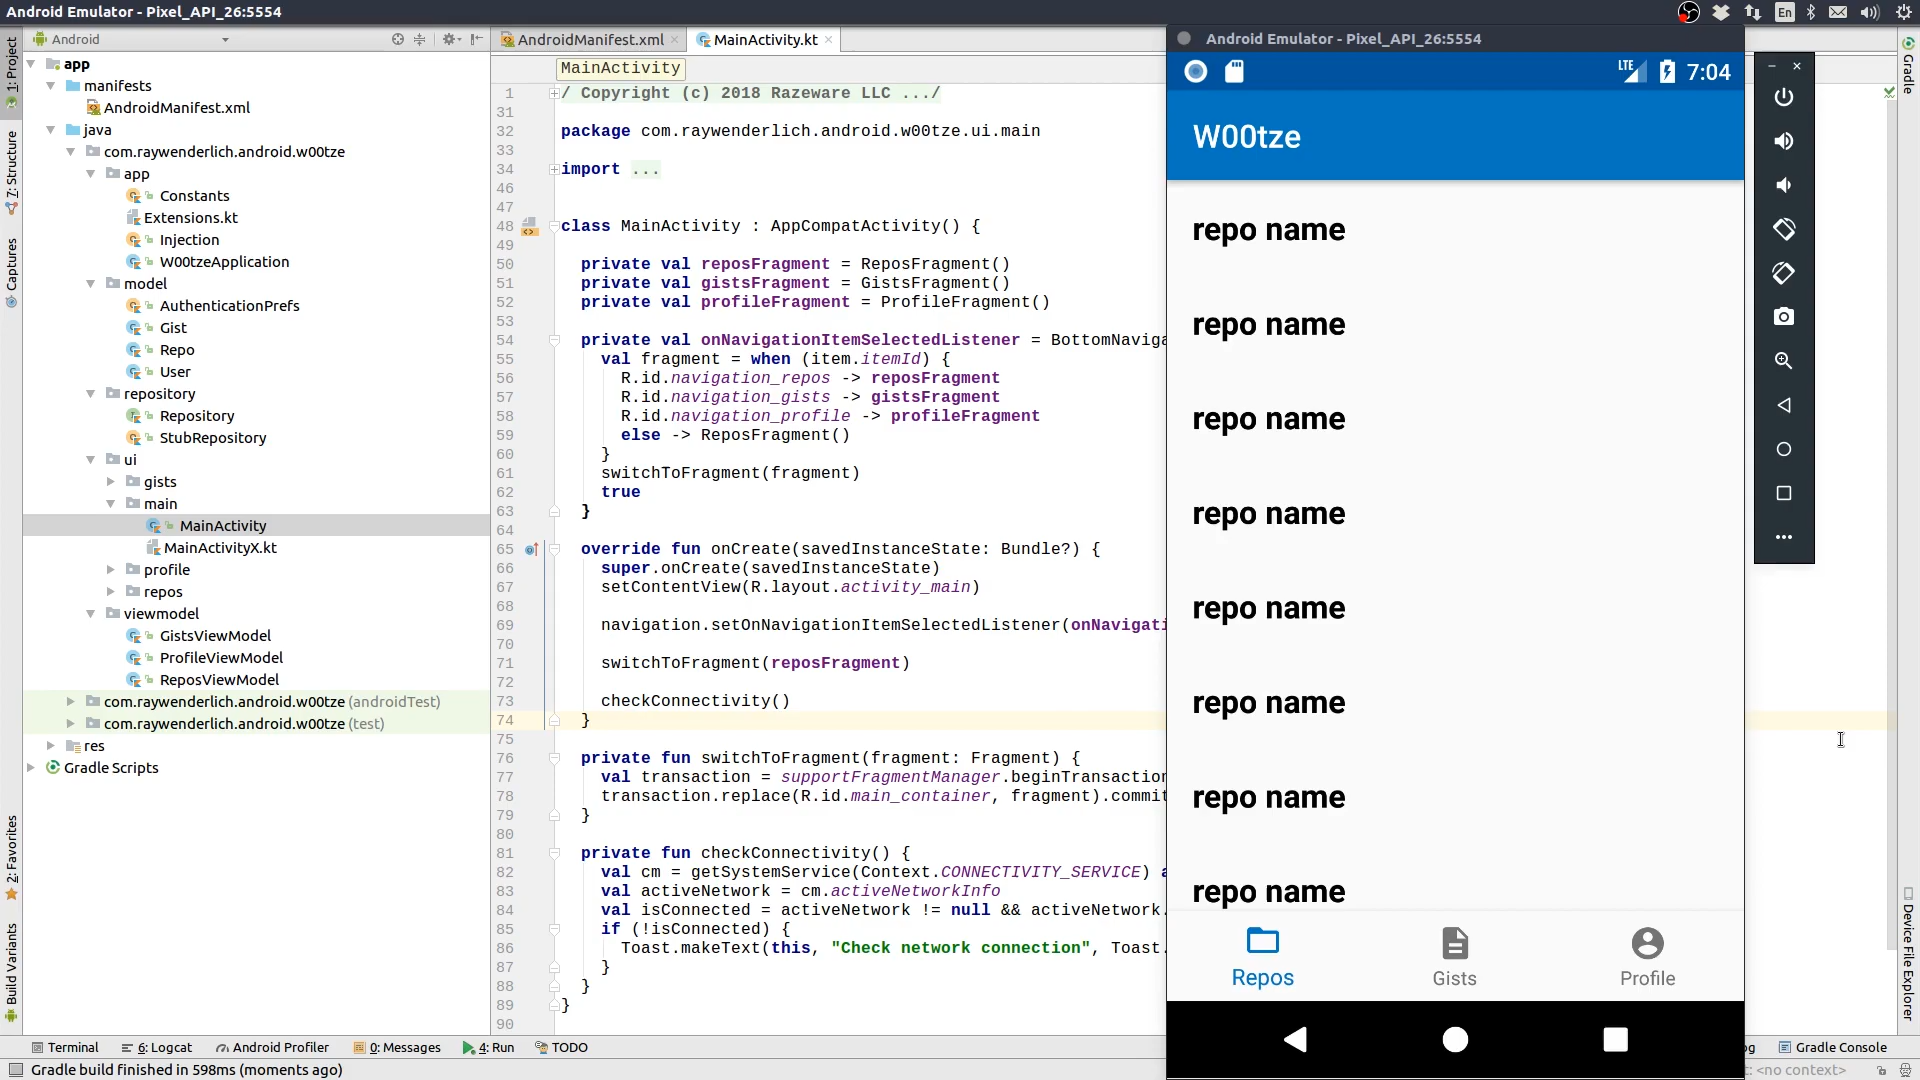 Android Emulator - Pixel_API_26:5554
En
1: Project
7: Structure
Captures
2: Favorites
Build Variants
Android
app
manifests
AndroidManifest.xml
java
com.raywenderlich.android.w00tze
app
Constants
Extensions.kt
Injection
W00tzeApplication
model
AuthenticationPrefs
Gist
Repo
User
repository
Repository
StubRepository
ui
gists
main
MainActivity
MainActivityX.kt
profile
repos
viewmodel
GistsViewModel
ProfileViewModel
ReposViewModel
com.raywenderlich.android.w00tze (androidTest)
com.raywenderlich.android.w00tze (test)
res
Gradle Scripts
AndroidManifest.xml
MainActivity.kt
MainActivity
1 / Copyright (c) 2018 Razeware LLC .../
31
32 package com.raywenderlich.android.w00tze.ui.main
33
34 import ...
46
47
48 class MainActivity : AppCompatActivity() {
49
50 private val reposFragment = ReposFragment()
51 private val gistsFragment = GistsFragment()
52 private val profileFragment = ProfileFragment()
53
54 private val onNavigationItemSelectedListener = BottomNaviga
55 val fragment = when (item.itemId) {
56 R.id.navigation_repos -> reposFragment
57 R.id.navigation_gists -> gistsFragment
58 R.id.navigation_profile -> profileFragment
59 else -> ReposFragment()
60 }
61 switchToFragment(fragment)
62 true
63 }
64
65 override fun onCreate(savedInstanceState: Bundle?) {
66 super.onCreate(savedInstanceState)
67 setContentView(R.layout.activity_main)
68
69 navigation.setOnNavigationItemSelectedListener(onNavigati
70
71 switchToFragment(reposFragment)
72
73 checkConnectivity()
74 }
75
76 private fun switchToFragment(fragment: Fragment) {
77 val transaction = supportFragmentManager.beginTransaction
78 transaction.replace(R.id.main_container, fragment).commit
79 }
80
81 private fun checkConnectivity() {
82 val cm = getSystemService(Context.CONNECTIVITY_SERVICE) a
83 val activeNetwork = cm.activeNetworkInfo
84 val isConnected = activeNetwork != null && activeNetwork.
85 if (!isConnected) {
86 Toast.makeText(this, "Check network connection", Toast.
87 }
88 }
89 }
90
Android Emulator - Pixel_API_26:5554
LTE 7:04
W00tze
repo name
repo name
repo name
repo name
repo name
repo name
repo name
repo name
Repos
Gists
Profile
Gradle
Device File Explorer
Terminal
6: Logcat
Android Profiler
0: Messages
4: Run
TODO
og
Gradle Console
Gradle build finished in 598ms (moments ago)
t: <no context>